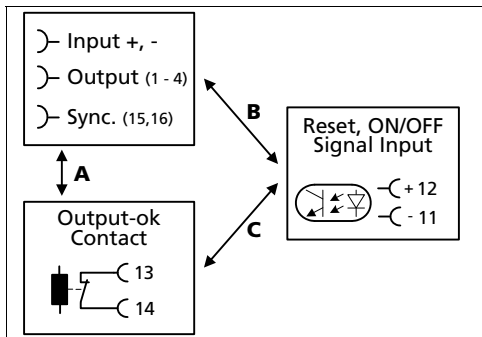 Input +, -
Output (1 - 4)
Sync. (15,16)
A
B
C
Output-ok
Contact
13
14
Reset, ON/OFF
Signal Input
+ 12
- 11